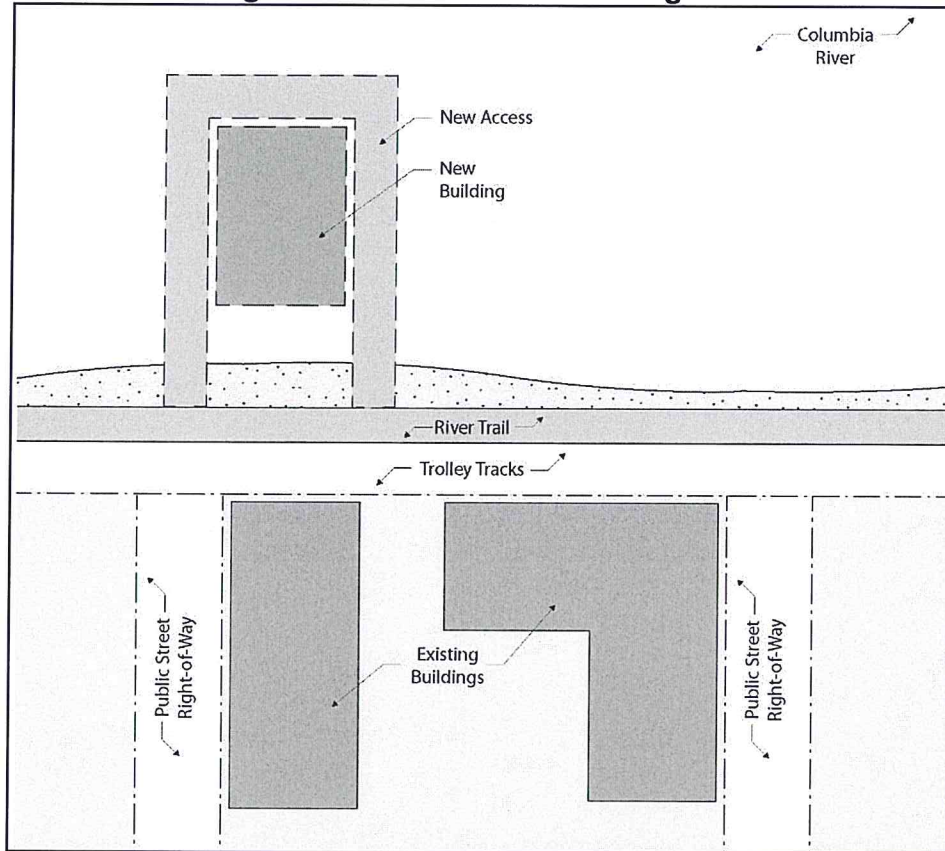 Columbia
River
New Access
New
Building
River Trail
Trolley Tracks
Public Street
Right-of-Way
Existing
Buildings
Public Street
Right-of-Way